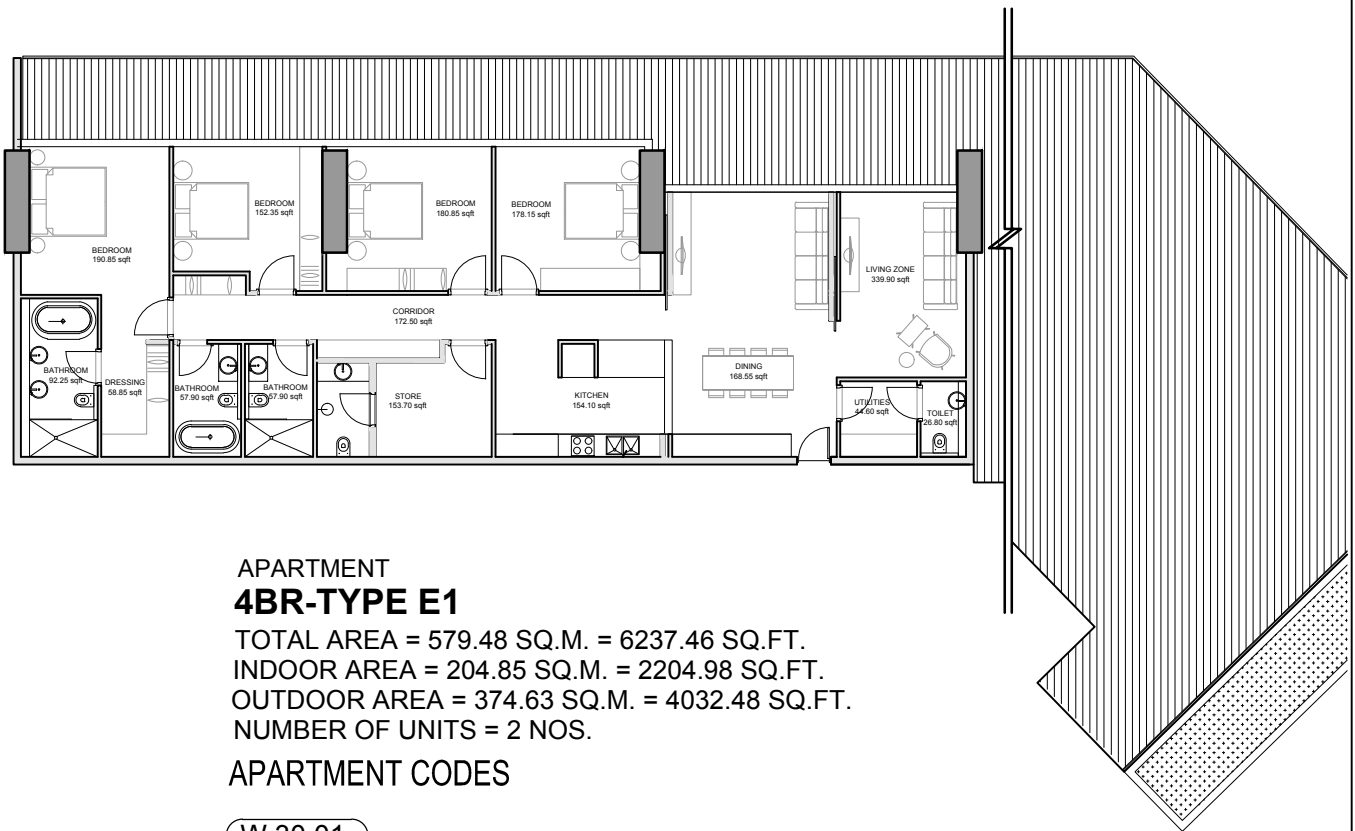 BEDROOM
152.35 sqft
BEDROOM
180.85 sqft
BEDROOM
178.15 sqft
BEDROOM
190.85 sqft
LIVING ZONE
339.90 sqft
CORRIDOR
172.50 sqft
BATHROOM
92.25 sqft
DRESSING
58.85 sqft
BATHROOM
57.90 sqft
BATHROOM
57.90 sqft
STORE
153.70 sqft
KITCHEN
154.10 sqft
DINING
168.55 sqft
UTILITIES
44.60 sqft
TOILET
26.80 sqft
APARTMENT
4BR-TYPE E1
TOTAL AREA = 579.48 SQ.M. = 6237.46 SQ.FT.
INDOOR AREA = 204.85 SQ.M. = 2204.98 SQ.FT.
OUTDOOR AREA = 374.63 SQ.M. = 4032.48 SQ.FT.
NUMBER OF UNITS = 2 NOS.
APARTMENT CODES